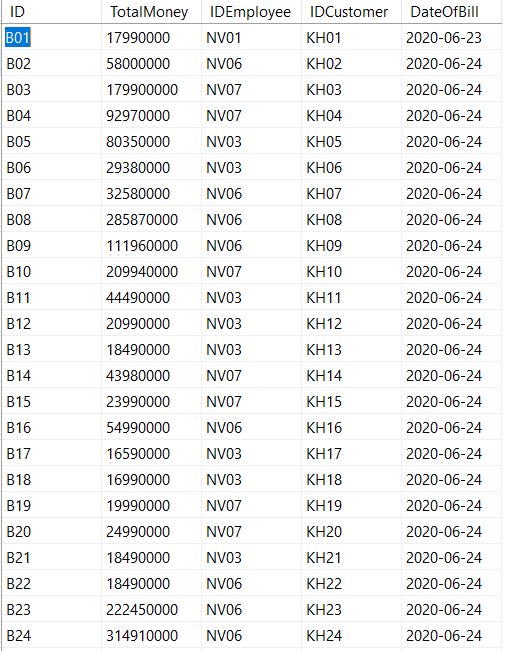 ID TotalMoney IDEmployee IDCustomer DateOfBill
B01 17990000 NV01 KH01 2020-06-23
B02 58000000 NV06 KH02 2020-06-24
B03 179900000 NV07 KH03 2020-06-24
B04 92970000 NV07 KH04 2020-06-24
B05 80350000 NV03 KH05 2020-06-24
B06 29380000 NV03 KH06 2020-06-24
B07 32580000 NV06 KH07 2020-06-24
B08 285870000 NV06 KH08 2020-06-24
B09 111960000 NV06 KH09 2020-06-24
B10 209940000 NV07 KH10 2020-06-24
B11 44490000 NV03 KH11 2020-06-24
B12 20990000 NV03 KH12 2020-06-24
B13 18490000 NV03 KH13 2020-06-24
B14 43980000 NV07 KH14 2020-06-24
B15 23990000 NV07 KH15 2020-06-24
B16 54990000 NV06 KH16 2020-06-24
B17 16590000 NV03 KH17 2020-06-24
B18 16990000 NV03 KH18 2020-06-24
B19 19990000 NV07 KH19 2020-06-24
B20 24990000 NV07 KH20 2020-06-24
B21 18490000 NV03 KH21 2020-06-24
B22 18490000 NV06 KH22 2020-06-24
B23 222450000 NV06 KH23 2020-06-24
B24 314910000 NV06 KH24 2020-06-24